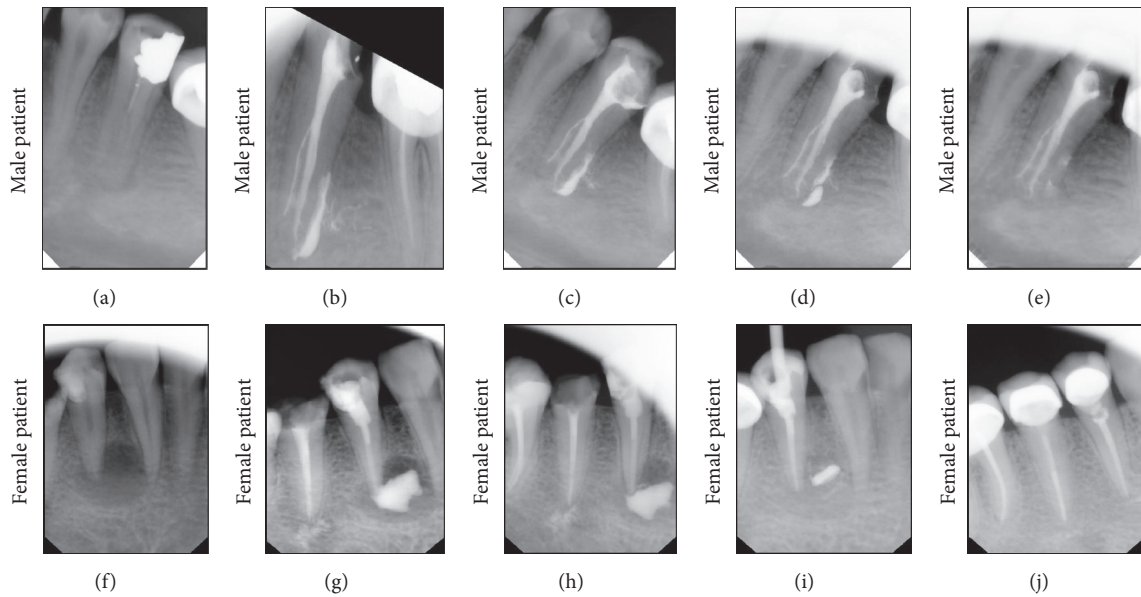 Male patient
Male patient
Male patient
Male patient
Male patient
(a)
(b)
(c)
(d)
(e)
Female patient
Female patient
Female patient
Female patient
Female patient
(f)
(g)
(h)
(i)
(j)